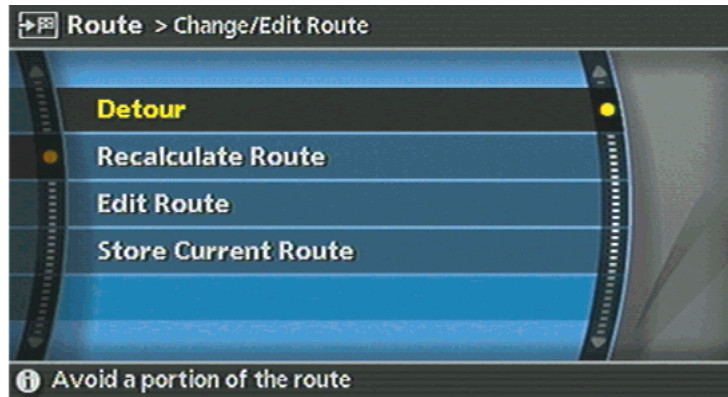 Route > Change/Edit Route
Detour
Recalculate Route
Edit Route
Store Current Route
Avoid a portion of the route